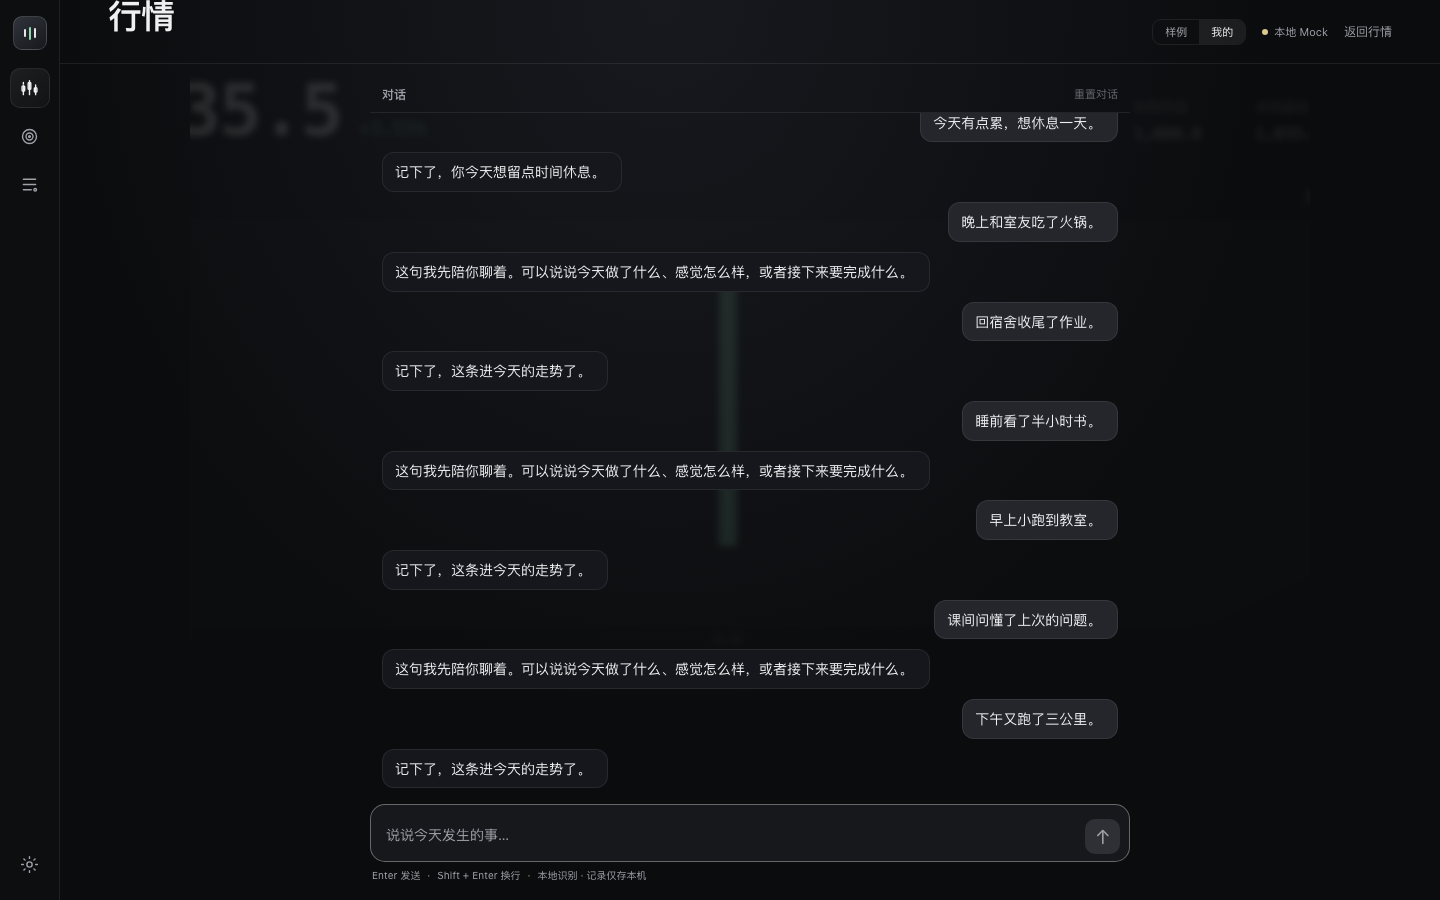 行情
样例
我的
本地 Mock
返回行情
35.5
对话
重置对话
今天有点累，想休息一天。
记下了，你今天想留点时间休息。
晚上和室友吃了火锅。
这句我先陪你聊着。可以说说今天做了什么、感觉怎么样，或者接下来要完成什么。
回宿舍收尾了作业。
记下了，这条进今天的走势了。
睡前看了半小时书。
这句我先陪你聊着。可以说说今天做了什么、感觉怎么样，或者接下来要完成什么。
早上小跑到教室。
记下了，这条进今天的走势了。
课间问懂了上次的问题。
这句我先陪你聊着。可以说说今天做了什么、感觉怎么样，或者接下来要完成什么。
下午又跑了三公里。
记下了，这条进今天的走势了。
说说今天发生的事...
Enter 发送 · Shift + Enter 换行 · 本地识别 · 记录仅存本机